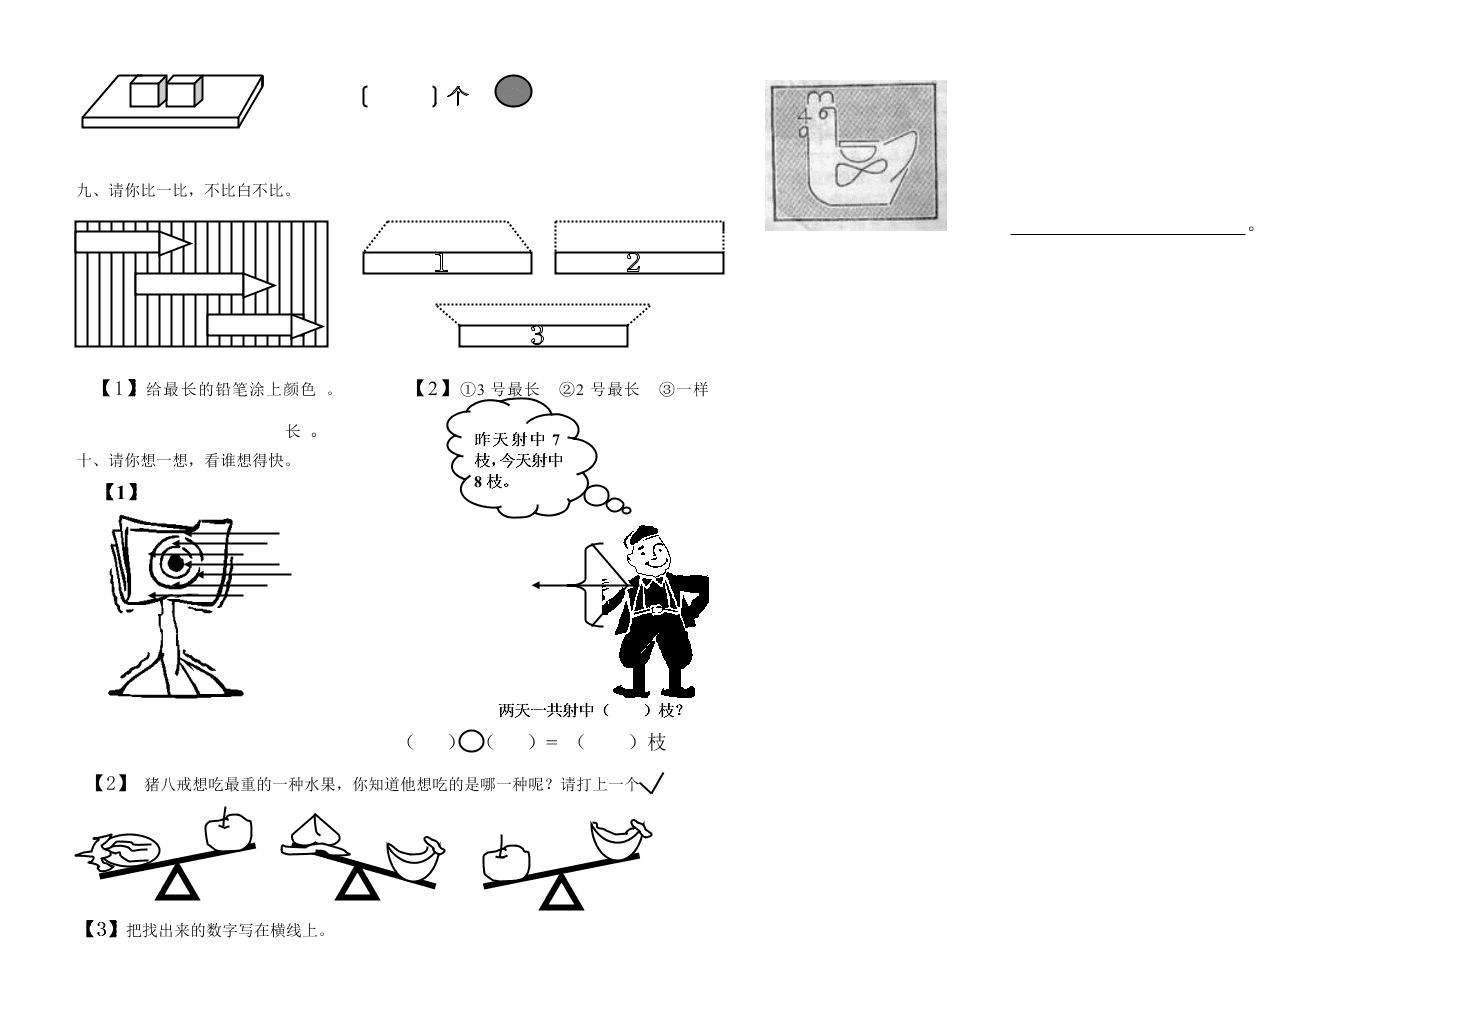 （　　　）个
九、请你比一比，不比白不比。
1
2
3
【1】给最长的铅笔涂上颜色 。
【2】①3 号最长　②2 号最长　③一样
长 。
十、请你想一想，看谁想得快。
【1】
昨天射中 7
枝，今天射中
8 枝。
两天一共射中（　　）枝？
（　　）○（　　）=（　　）枝
【2】 猪八戒想吃最重的一种水果，你知道他想吃的是哪一种呢？请打上一个✓
【3】把找出来的数字写在横线上。
。